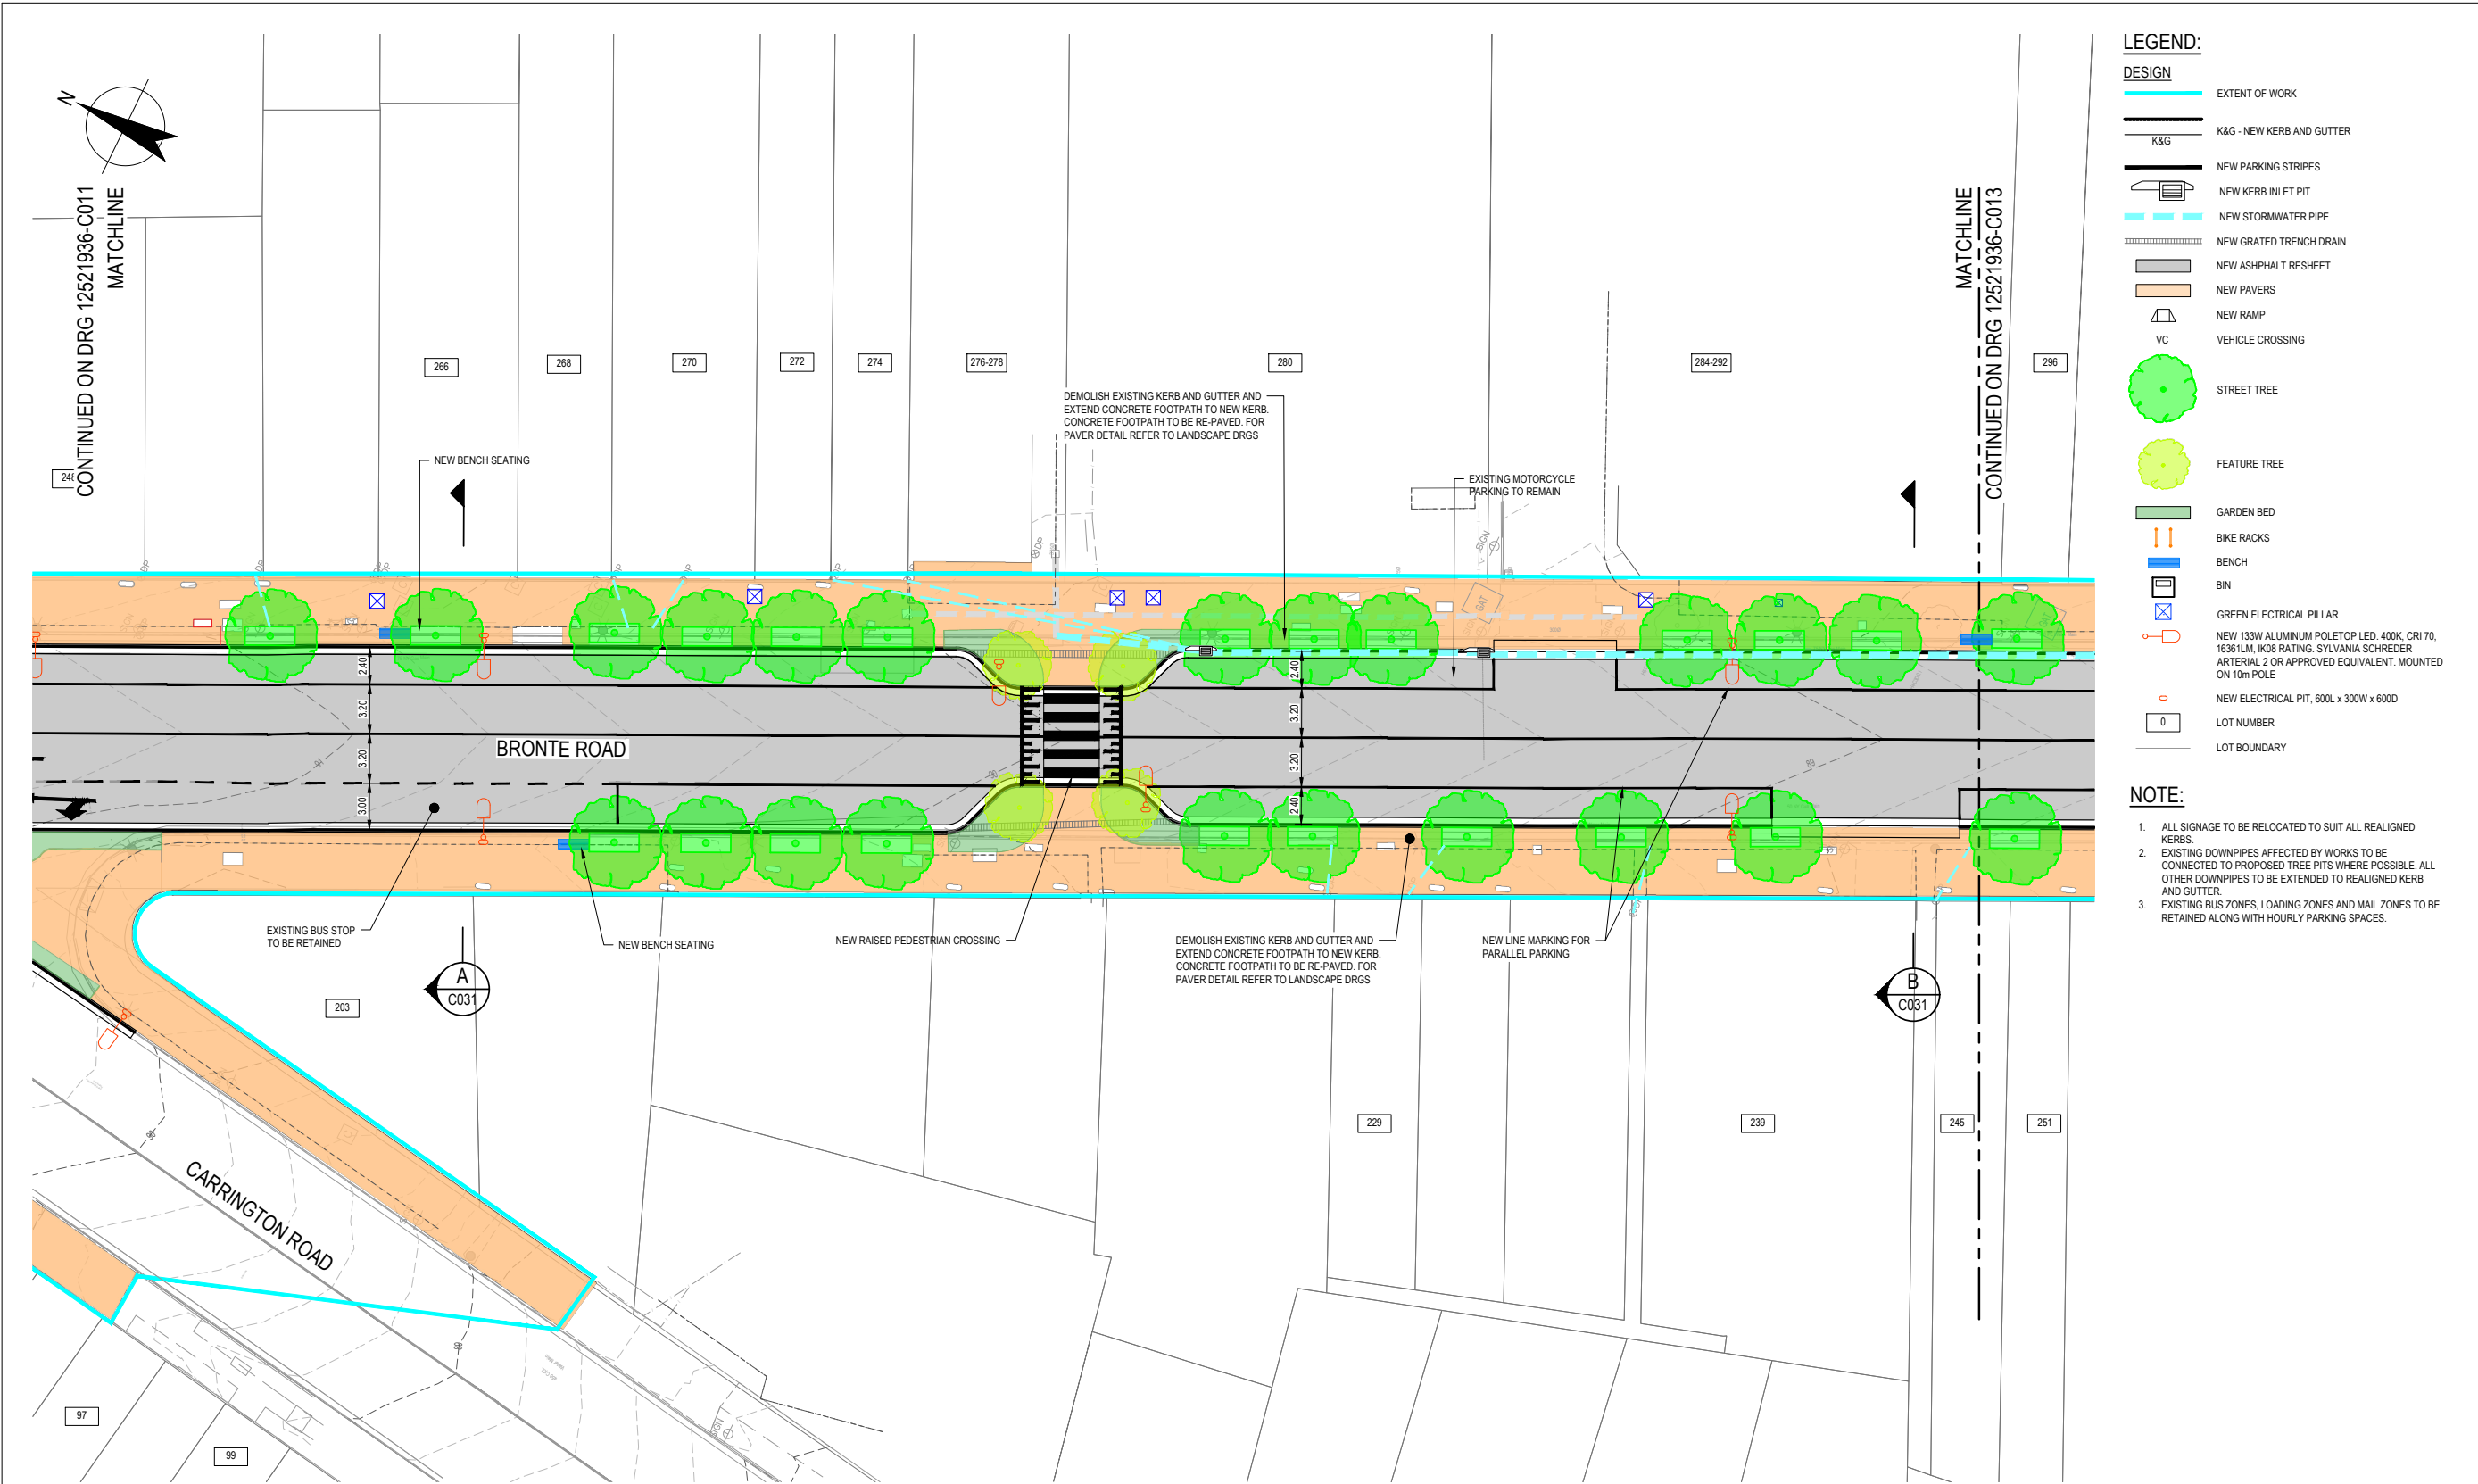 N
CONTINUED ON DRG 12521936-C011
MATCHLINE
MATCHLINE
CONTINUED ON DRG 12521936-C013
266
268
270
272
274
276-278
280
284-292
296
DEMOLISH EXISTING KERB AND GUTTER AND
EXTEND CONCRETE FOOTPATH TO NEW KERB.
CONCRETE FOOTPATH TO BE RE-PAVED. FOR
PAVER DETAIL REFER TO LANDSCAPE DRGS
NEW BENCH SEATING
EXISTING MOTORCYCLE
PARKING TO REMAIN
SIGN
DP
DP
DP
DP
GAT
2.40
3.20
3.20
3.00
2.40
3.20
3.20
2.40
BRONTE ROAD
91
90
89
EXISTING BUS STOP
TO BE RETAINED
NEW BENCH SEATING
NEW RAISED PEDESTRIAN CROSSING
DEMOLISH EXISTING KERB AND GUTTER AND
EXTEND CONCRETE FOOTPATH TO NEW KERB.
CONCRETE FOOTPATH TO BE RE-PAVED. FOR
PAVER DETAIL REFER TO LANDSCAPE DRGS
NEW LINE MARKING FOR
PARALLEL PARKING
A
C031
B
C031
203
229
239
245
251
CARRINGTON ROAD
97
99
SIGN
LEGEND:
DESIGN
EXTENT OF WORK
K&G
K&G - NEW KERB AND GUTTER
NEW PARKING STRIPES
NEW KERB INLET PIT
NEW STORMWATER PIPE
NEW GRATED TRENCH DRAIN
NEW ASHPHALT RESHEET
NEW PAVERS
NEW RAMP
VC VEHICLE CROSSING
STREET TREE
FEATURE TREE
GARDEN BED
BIKE RACKS
BENCH
BIN
GREEN ELECTRICAL PILLAR
NEW 133W ALUMINUM POLETOP LED. 400K, CRI 70,
16361LM, IK08 RATING. SYLVANIA SCHREDER
ARTERIAL 2 OR APPROVED EQUIVALENT. MOUNTED
ON 10m POLE
NEW ELECTRICAL PIT, 600L x 300W x 600D
0 LOT NUMBER
LOT BOUNDARY
NOTE:
1. ALL SIGNAGE TO BE RELOCATED TO SUIT ALL REALIGNED
KERBS.
2. EXISTING DOWNPIPES AFFECTED BY WORKS TO BE
CONNECTED TO PROPOSED TREE PITS WHERE POSSIBLE. ALL
OTHER DOWNPIPES TO BE EXTENDED TO REALIGNED KERB
AND GUTTER.
3. EXISTING BUS ZONES, LOADING ZONES AND MAIL ZONES TO BE
RETAINED ALONG WITH HOURLY PARKING SPACES.